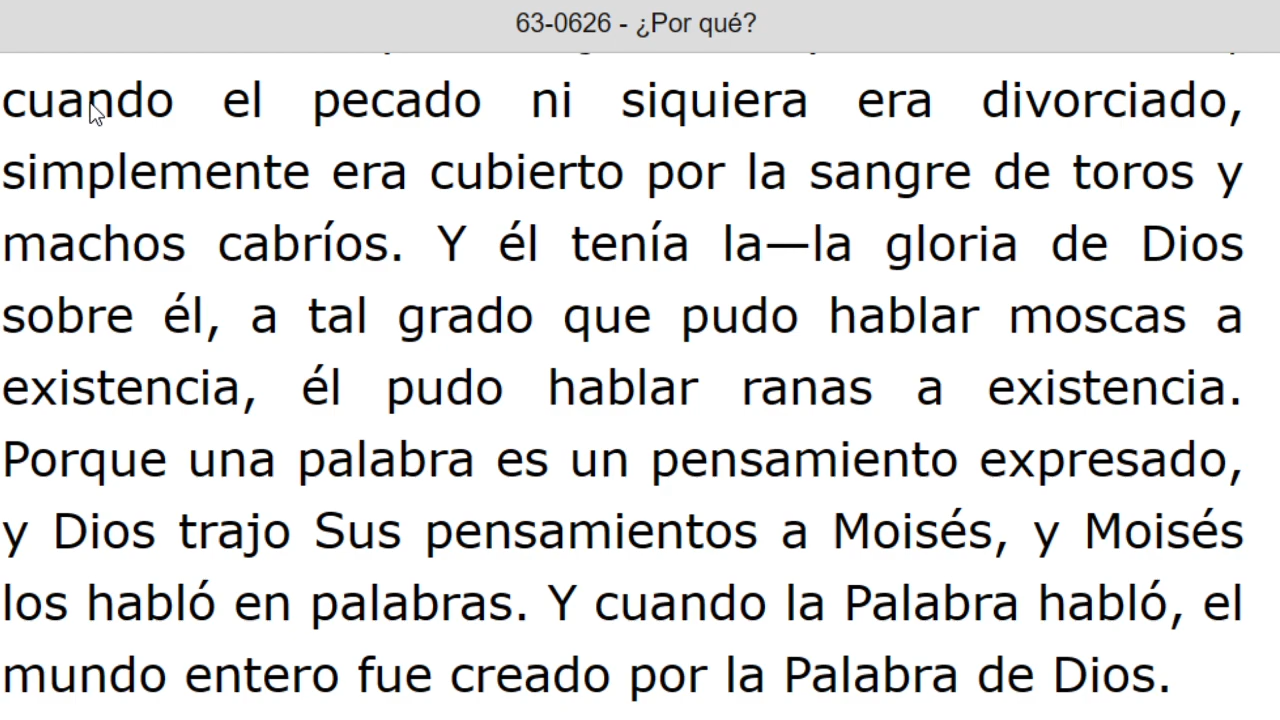 63-0626 - ¿Por qué?
cuando el pecado ni siquiera era divorciado,
simplemente era cubierto por la sangre de toros y
machos cabríos. Y él tenía la—la gloria de Dios
sobre él, a tal grado que pudo hablar moscas a
existencia, él pudo hablar ranas a existencia.
Porque una palabra es un pensamiento expresado,
y Dios trajo Sus pensamientos a Moisés, y Moisés
los habló en palabras. Y cuando la Palabra habló, el
mundo entero fue creado por la Palabra de Dios.